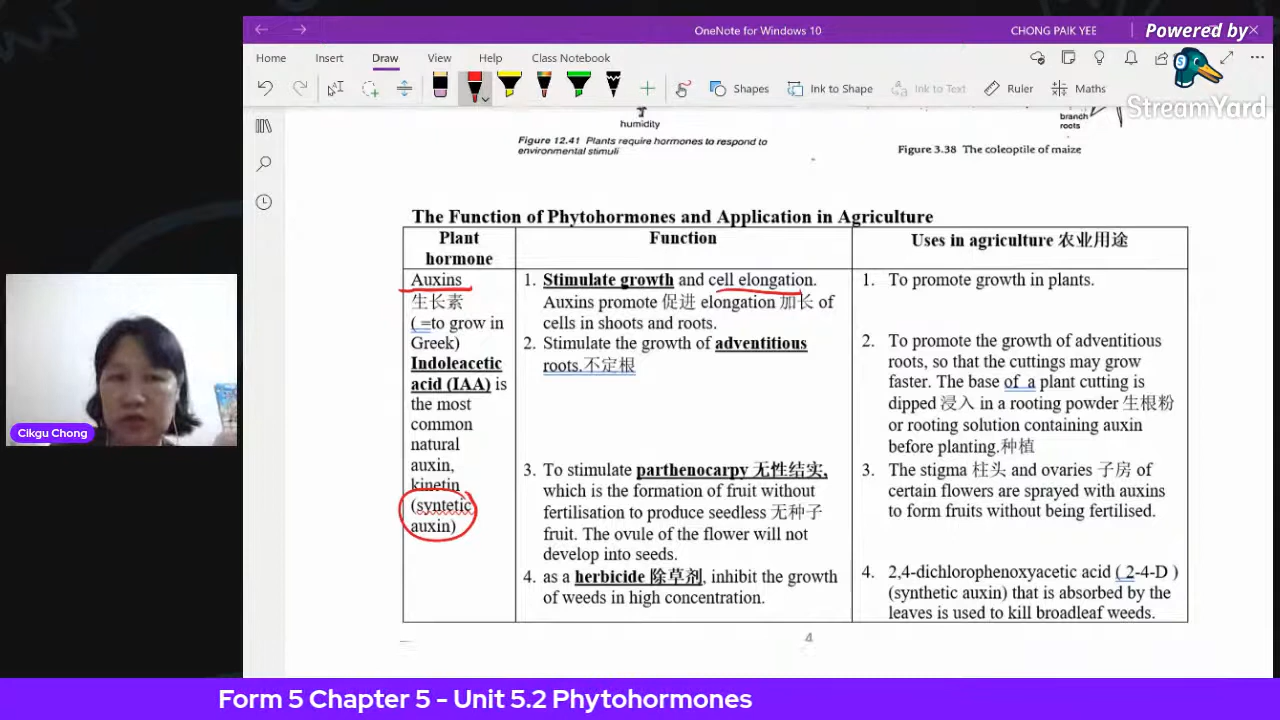 OneNote for Windows 10
CHONG PAIK YEE
Powered by
StreamYard
Home Insert Draw View Help Class Notebook
Shapes Ink to Shape Ink to Text Ruler Maths
humidity
Figure 12.41 Plants require hormones to respond to
environmental stimuli
branch
roots
Figure 3.38 The coleoptile of maize
The Function of Phytohormones and Application in Agriculture
Plant
hormone
Function
Uses in agriculture 农业用途
Auxins
生长素
( =to grow in
Greek)
Indoleacetic
acid (IAA) is
the most
common
natural
auxin,
kinetin
(syntetic
auxin)
1. Stimulate growth and cell elongation.
Auxins promote 促进 elongation 加长 of
cells in shoots and roots.
2. Stimulate the growth of adventitious
roots.不定根
3. To stimulate parthenocarpy 无性结实,
which is the formation of fruit without
fertilisation to produce seedless 无种子
fruit. The ovule of the flower will not
develop into seeds.
4. as a herbicide 除草剂, inhibit the growth
of weeds in high concentration.
1. To promote growth in plants.
2. To promote the growth of adventitious
roots, so that the cuttings may grow
faster. The base of a plant cutting is
dipped 浸入 in a rooting powder 生根粉
or rooting solution containing auxin
before planting.种植
3. The stigma 柱头 and ovaries 子房 of
certain flowers are sprayed with auxins
to form fruits without being fertilised.
4. 2,4-dichlorophenoxyacetic acid ( 2-4-D )
(synthetic auxin) that is absorbed by the
leaves is used to kill broadleaf weeds.
4
Cikgu Chong
Form 5 Chapter 5 - Unit 5.2 Phytohormones